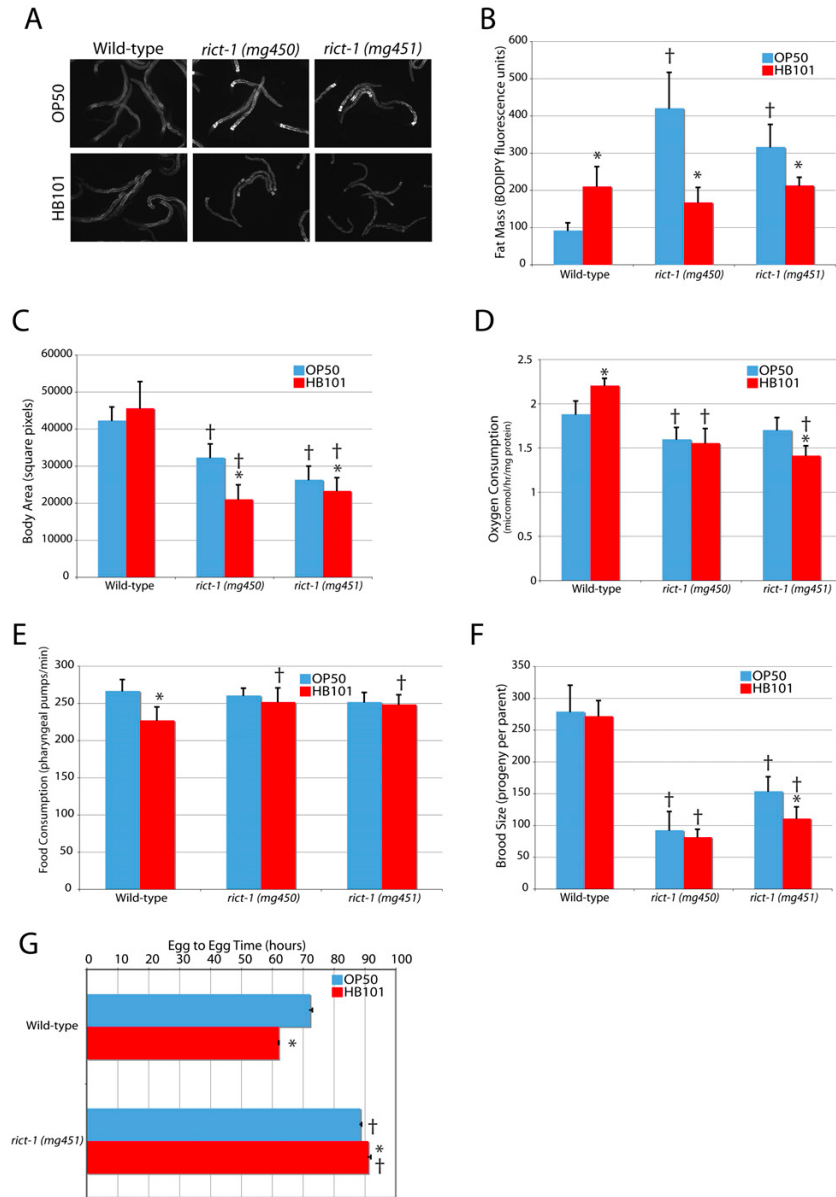 A
Wild-type
rict-1 (mg450)
rict-1 (mg451)
OP50
HB101
B
Fat Mass (BODIPY fluorescence units)
600
500
400
300
200
100
0
OP50
HB101
*
†
*
†
*
Wild-type
rict-1 (mg450)
rict-1 (mg451)
C
Body Area (square pixels)
60000
50000
40000
30000
20000
10000
0
OP50
HB101
†
†
*
†
†
*
Wild-type
rict-1 (mg450)
rict-1 (mg451)
D
Oxygen Consumption
(micromol/hr/mg protein)
2.5
2
1.5
1
0.5
0
OP50
HB101
*
†
†
†
*
Wild-type
rict-1 (mg450)
rict-1 (mg451)
E
Food Consumption (pharyngeal pumps/min)
300
250
200
150
100
50
0
OP50
HB101
*
†
†
Wild-type
rict-1 (mg450)
rict-1 (mg451)
F
Brood Size (progeny per parent)
350
300
250
200
150
100
50
0
OP50
HB101
†
†
†
†
*
Wild-type
rict-1 (mg450)
rict-1 (mg451)
G
Egg to Egg Time (hours)
0 10 20 30 40 50 60 70 80 90 100
OP50
HB101
Wild-type
*
rict-1 (mg451)
†
*
†